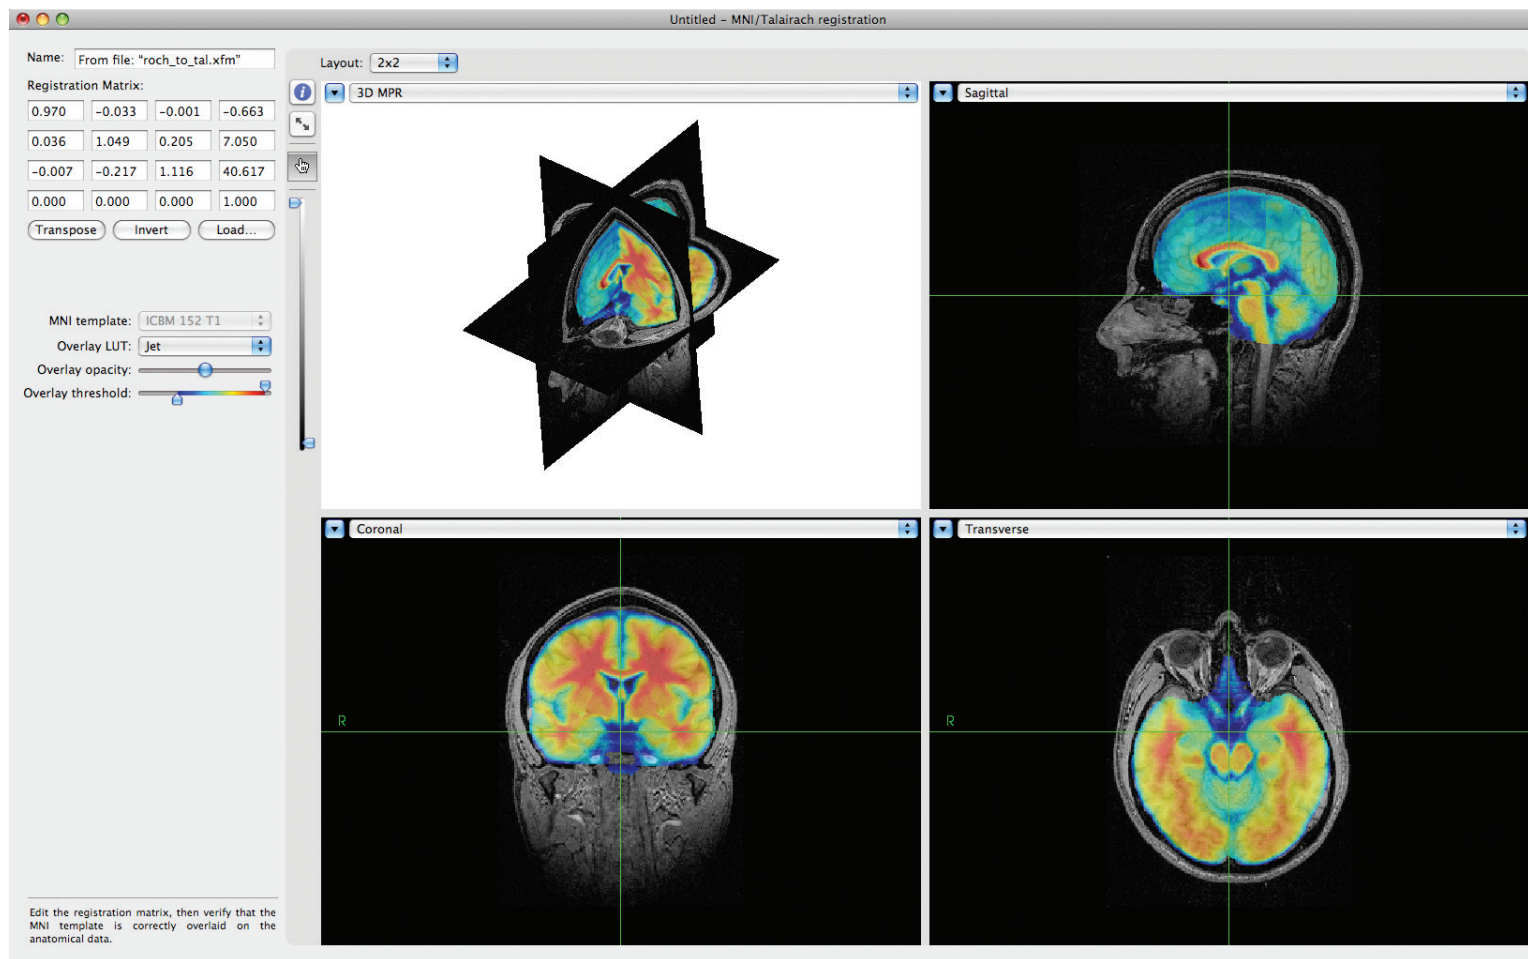 Untitled – MNI/Talairach registration
Name: From file: "roch_to_tal.xfm"
Registration Matrix:
0.970 -0.033 -0.001 -0.663
0.036 1.049 0.205 7.050
-0.007 -0.217 1.116 40.617
0.000 0.000 0.000 1.000
Transpose Invert Load...
MNI template: ICBM 152 T1
Overlay LUT: Jet
Overlay opacity:
Overlay threshold:
Edit the registration matrix, then verify that the
MNI template is correctly overlaid on the
anatomical data.
Layout: 2x2
i
3D MPR
Sagittal
Coronal
R
Transverse
R